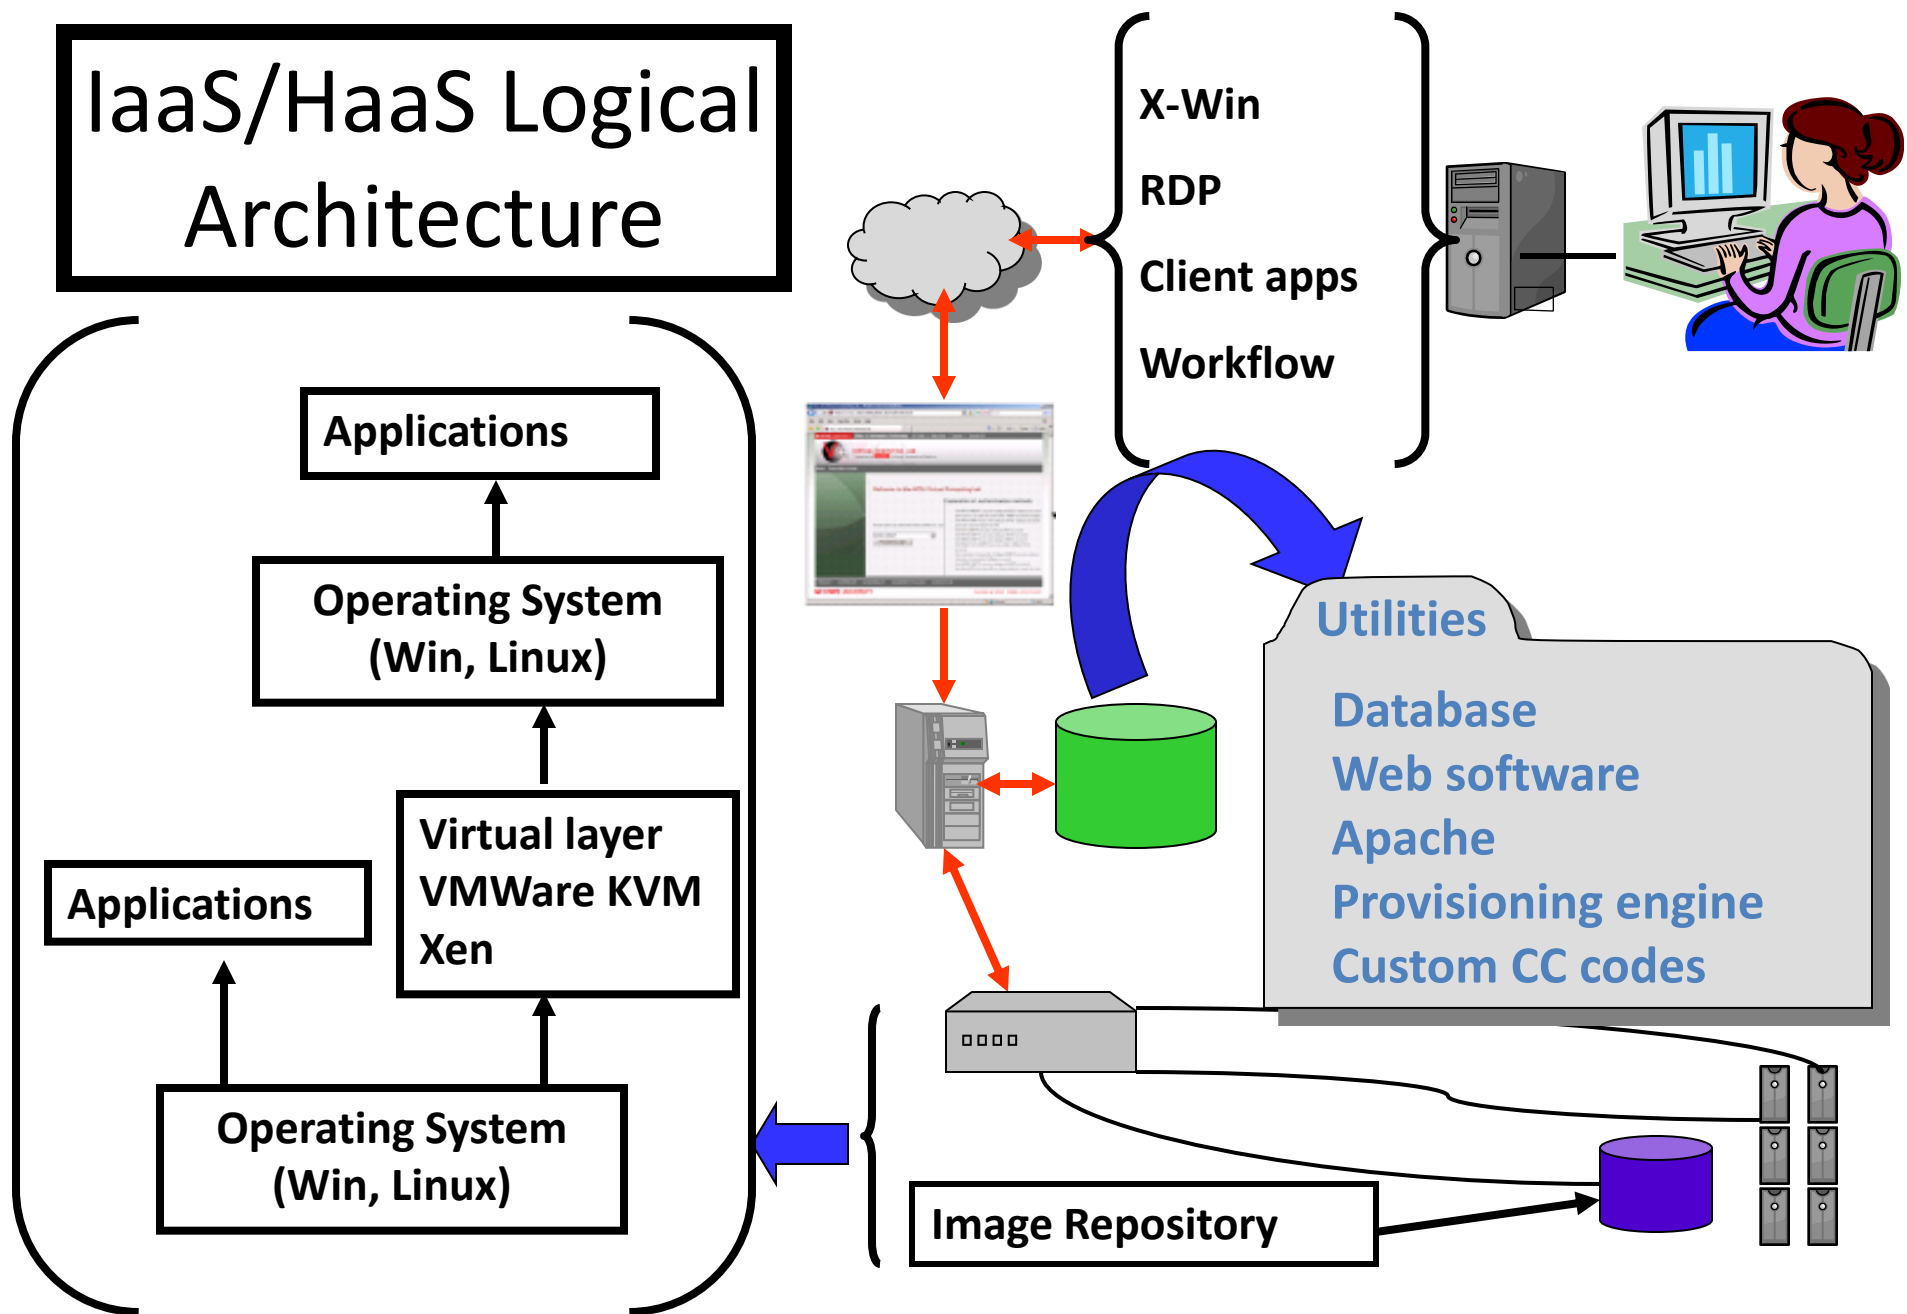 IaaS/HaaS Logical
Architecture
X-Win
RDP
Client apps
Workflow
Applications
Operating System
(Win, Linux)
Virtual layer
VMWare KVM
Xen
Applications
Operating System
(Win, Linux)
Utilities
Database
Web software
Apache
Provisioning engine
Custom CC codes
Image Repository